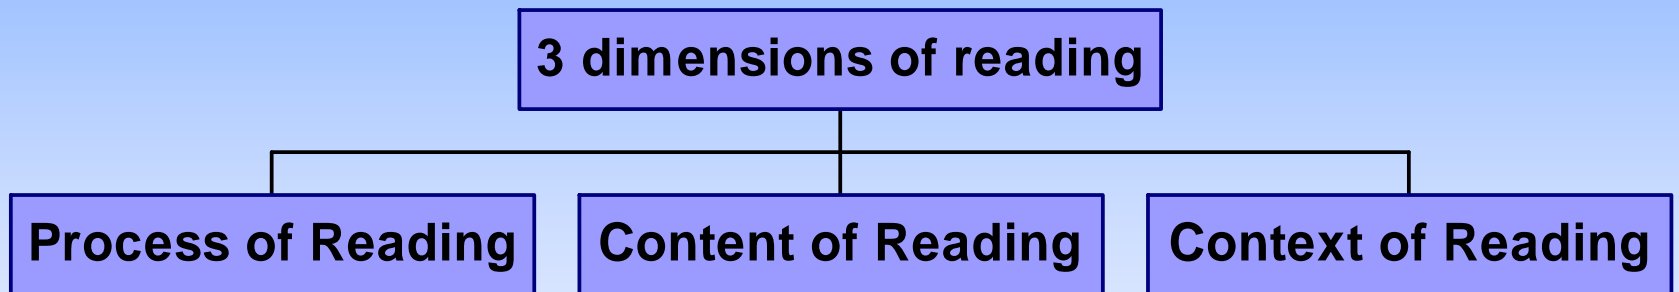 3 dimensions of reading
Process of Reading
Content of Reading
Context of Reading